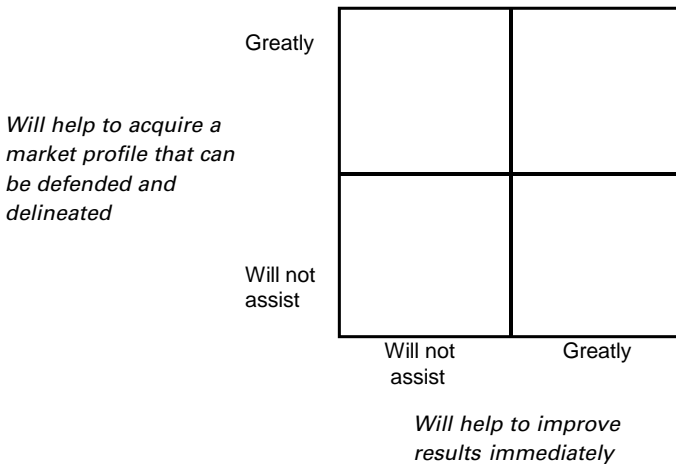 Greatly
Will help to acquire a
market profile that can
be defended and
delineated
Will not
assist
Will not
assist
Greatly
Will help to improve
results immediately